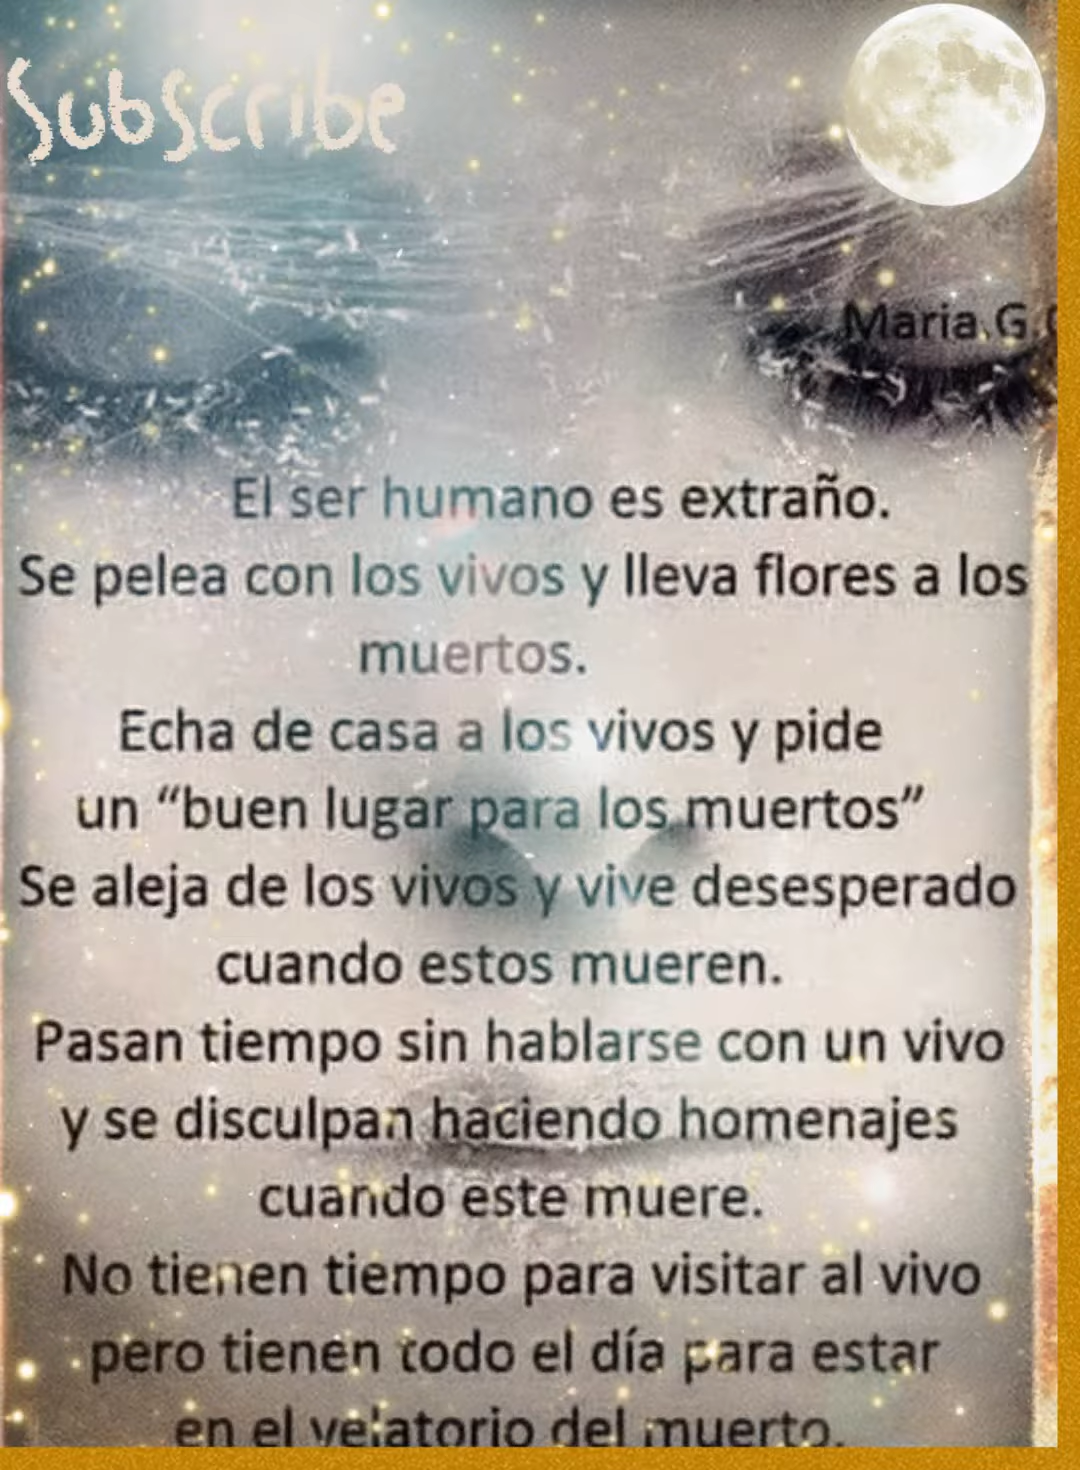 SubScribe
Maria.G.
El ser humano es extraño.
Se pelea con los vivos y lleva flores a los
muertos.
Echa de casa a los vivos y pide
un “buen lugar para los muertos”
Se aleja de los vivos y vive desesperado
cuando estos mueren.
Pasan tiempo sin hablarse con un vivo
y se disculpan haciendo homenajes
cuando este muere.
No tienen tiempo para visitar al vivo
pero tienen todo el día para estar
en el velatorio del muerto.